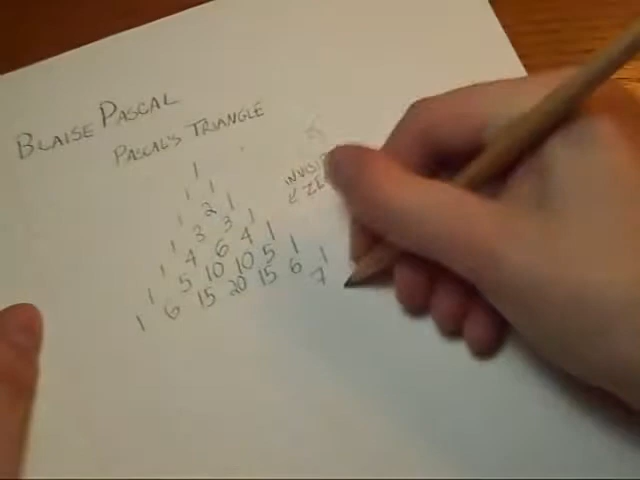 BLAISE PASCAL
PASCAL'S TRIANGLE
1
1 1
1 2 1
1 3 3 1
1 4 6 4 1
1 5 10 10 5 1
1 6 15 20 15 6 1
7